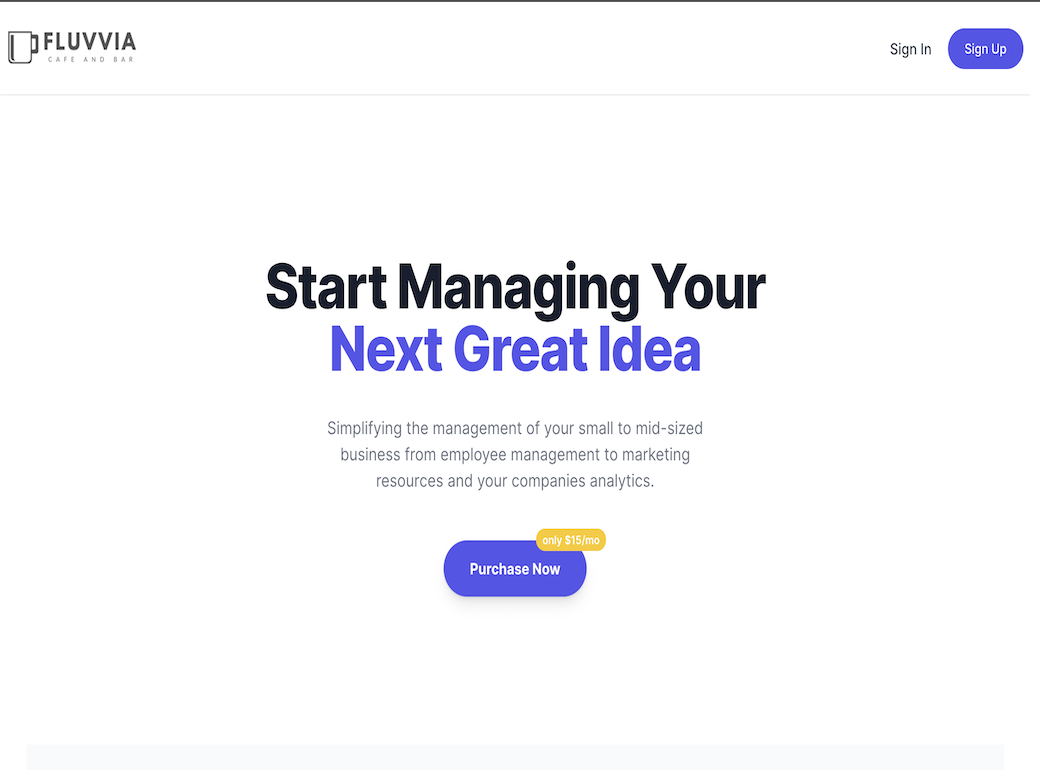 FLUVVIA
CAFE AND BAR
Sign In
Sign Up
Start Managing Your
Next Great Idea
Simplifying the management of your small to mid-sized
business from employee management to marketing
resources and your companies analytics.
only $15/mo
Purchase Now